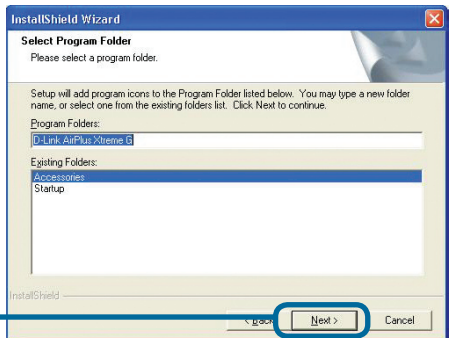 InstallShield Wizard
Select Program Folder
Please select a program folder.
Setup will add program icons to the Program Folder listed below. You may type a new folder
name, or select one from the existing folders list. Click Next to continue.
Program Folders:
D-Link AirPlus Xtreme G
Existing Folders:
Accessories
Startup
InstallShield
< Back Next > Cancel